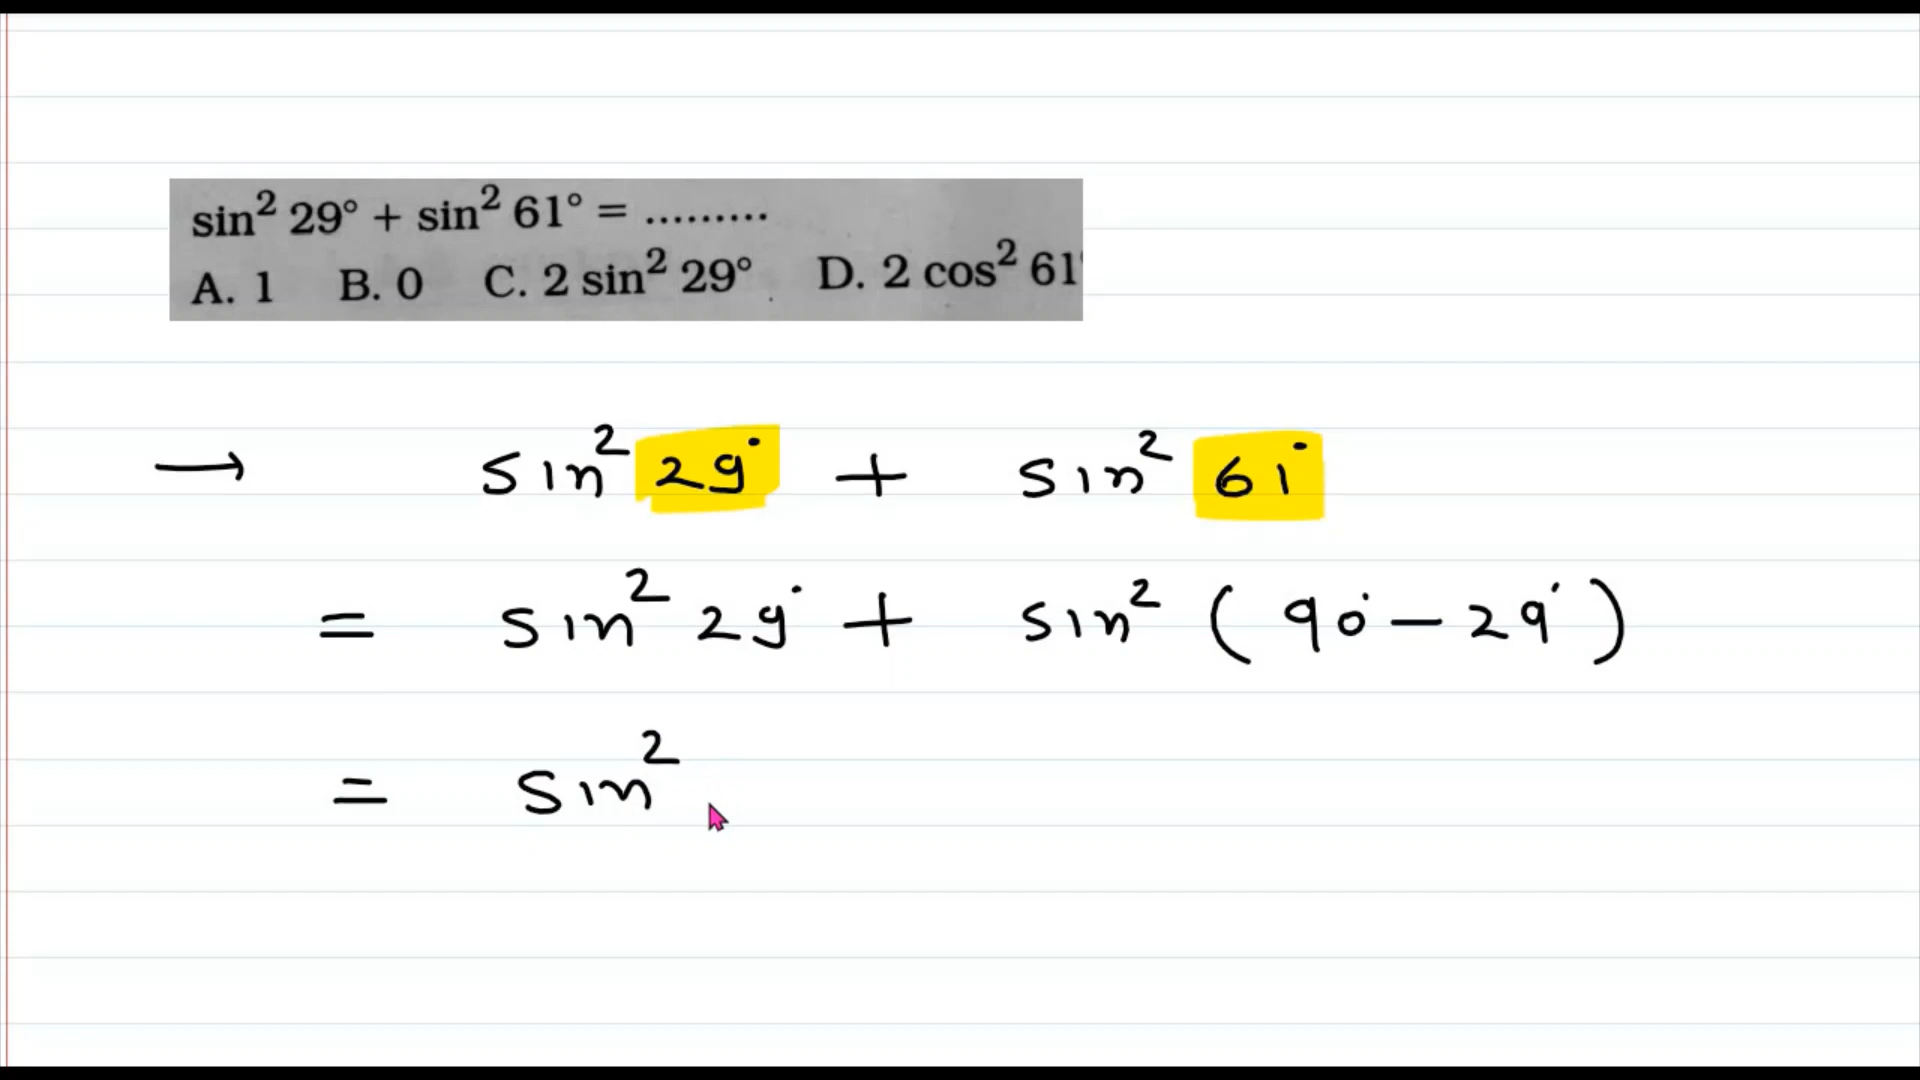 sin² 29° + sin² 61° = .........
A. 1 B. 0 C. 2 sin² 29° D. 2 cos² 61
→ sin² 29° + sin² 61°
= sin² 29° + sin² (90° − 29°)
= sin²